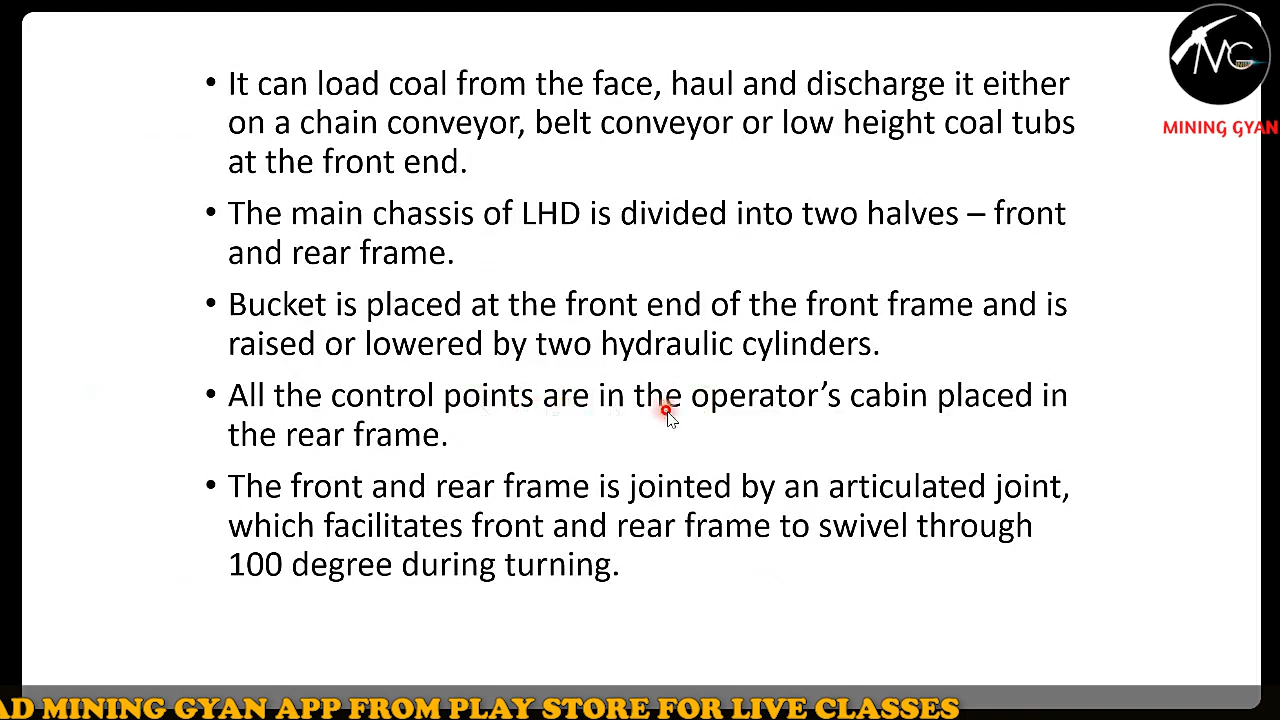 • It can load coal from the face, haul and discharge it either
on a chain conveyor, belt conveyor or low height coal tubs
at the front end.
• The main chassis of LHD is divided into two halves – front
and rear frame.
• Bucket is placed at the front end of the front frame and is
raised or lowered by two hydraulic cylinders.
• All the control points are in the operator’s cabin placed in
the rear frame.
• The front and rear frame is jointed by an articulated joint,
which facilitates front and rear frame to swivel through
100 degree during turning.
MG
MINING GYAN
AD MINING GYAN APP FROM PLAY STORE FOR LIVE CLASSES